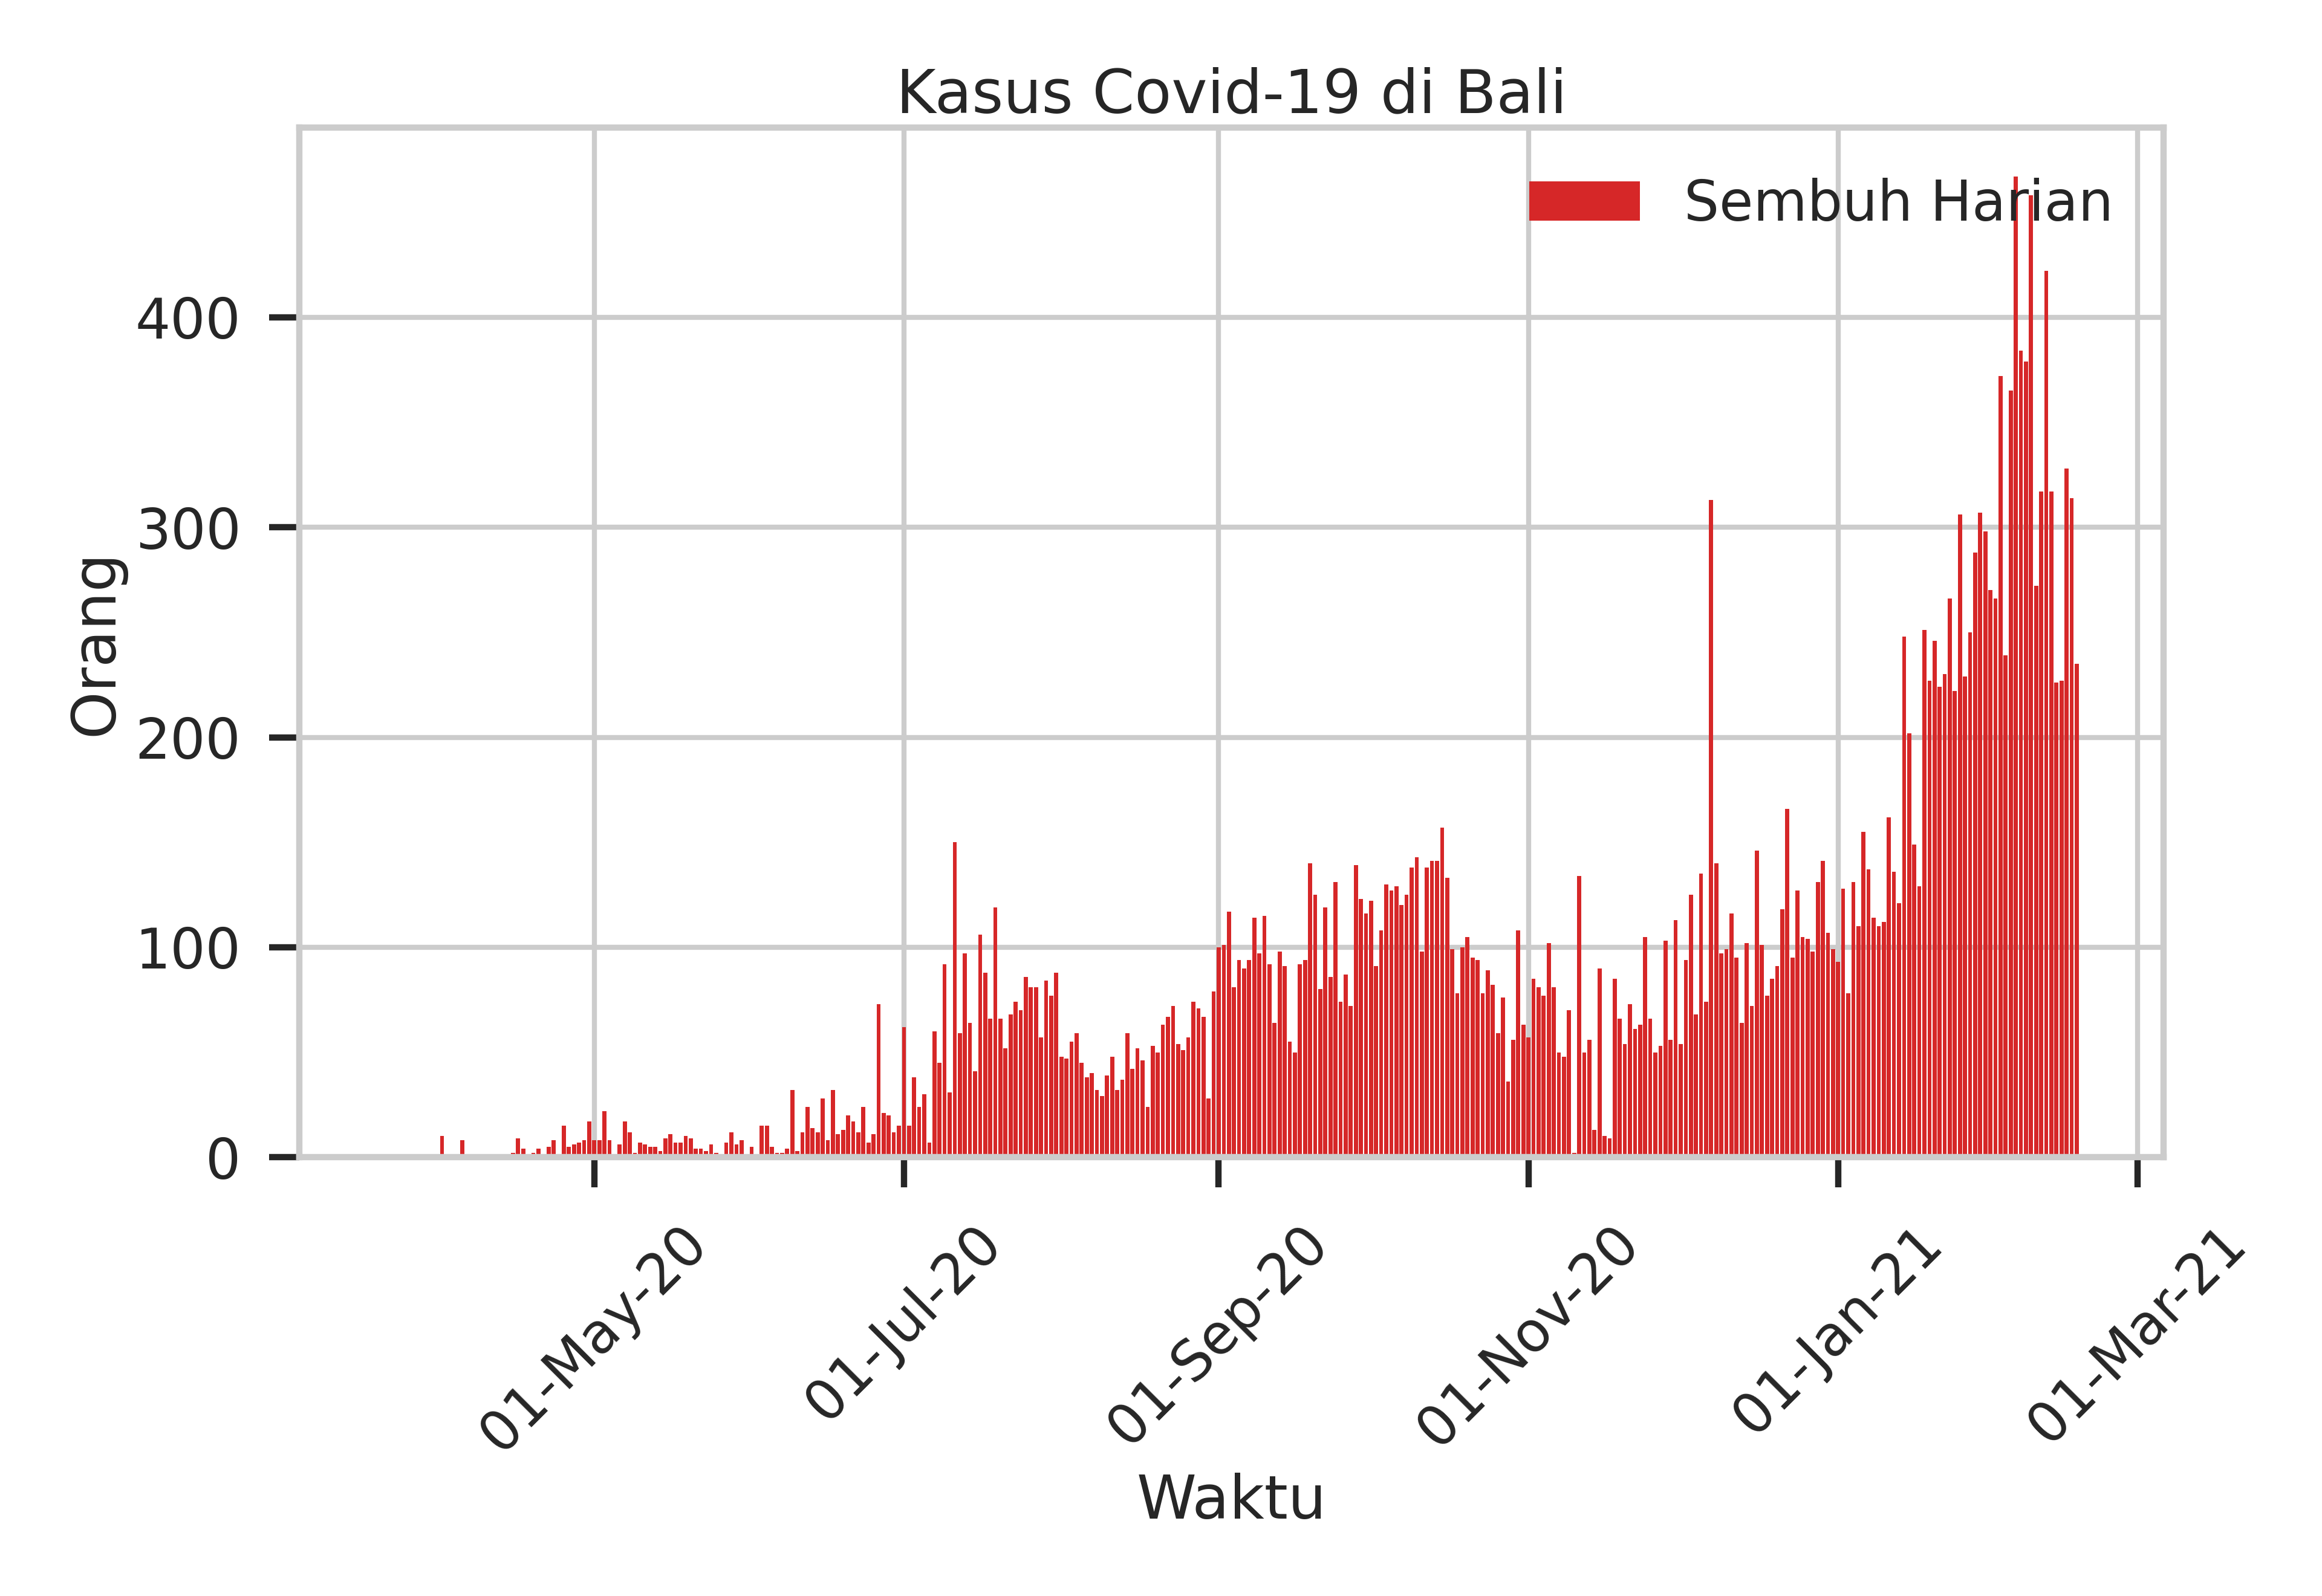 Kasus Covid-19 di Bali
Sembuh Harian
Orang
400
300
200
100
0
01-May-20
01-Jul-20
01-Sep-20
01-Nov-20
01-Jan-21
01-Mar-21
Waktu